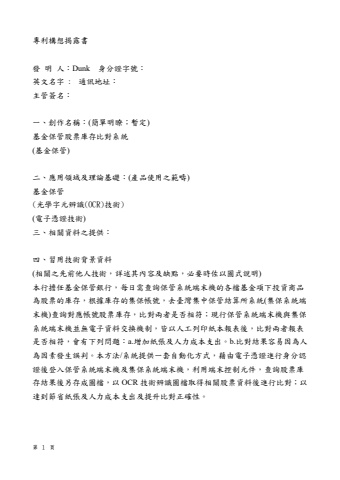 專利構想揭露書
發 明 人：Dunk 身分證字號：
英文名字 ： 通訊地址：
主管簽名：
一、創作名稱：(簡單明瞭；暫定)
基金保管股票庫存比對系統
(基金保管)
二、應用領域及理論基礎：(產品使用之範疇)
基金保管
(光學字元辨識(OCR)技術)
(電子憑證技術)
三、相關資料之提供：
四、習用技術背景資料
(相關之先前他人技術，詳述其內容及缺點，必要時佐以圖式說明)
本行擔任基金保管銀行，每日需查詢保管系統端末機的各檔基金項下投資商品
為股票的庫存，根據庫存的集保帳號，去臺灣集中保管結算所系統(集保系統端
末機)查詢對應帳號股票庫存，比對兩者是否相符；現行保管系統端末機與集保
系統端末機並無電子資料交換機制，皆以人工列印紙本報表後，比對兩者報表
是否相符，會有下列問題：a.增加紙張及人力成本支出。b.比對結果容易因為人
為因素發生誤判。本方法/系統提供一套自動化方式，藉由電子憑證進行身分認
證後登入保管系統端末機及集保系統端末機，利用端末控制元件，查詢股票庫
存結果後另存成圖檔，以 OCR 技術辨識圖檔取得相關股票資料後進行比對；以
達到節省紙張及人力成本支出及提升比對正確性。
第 1 頁